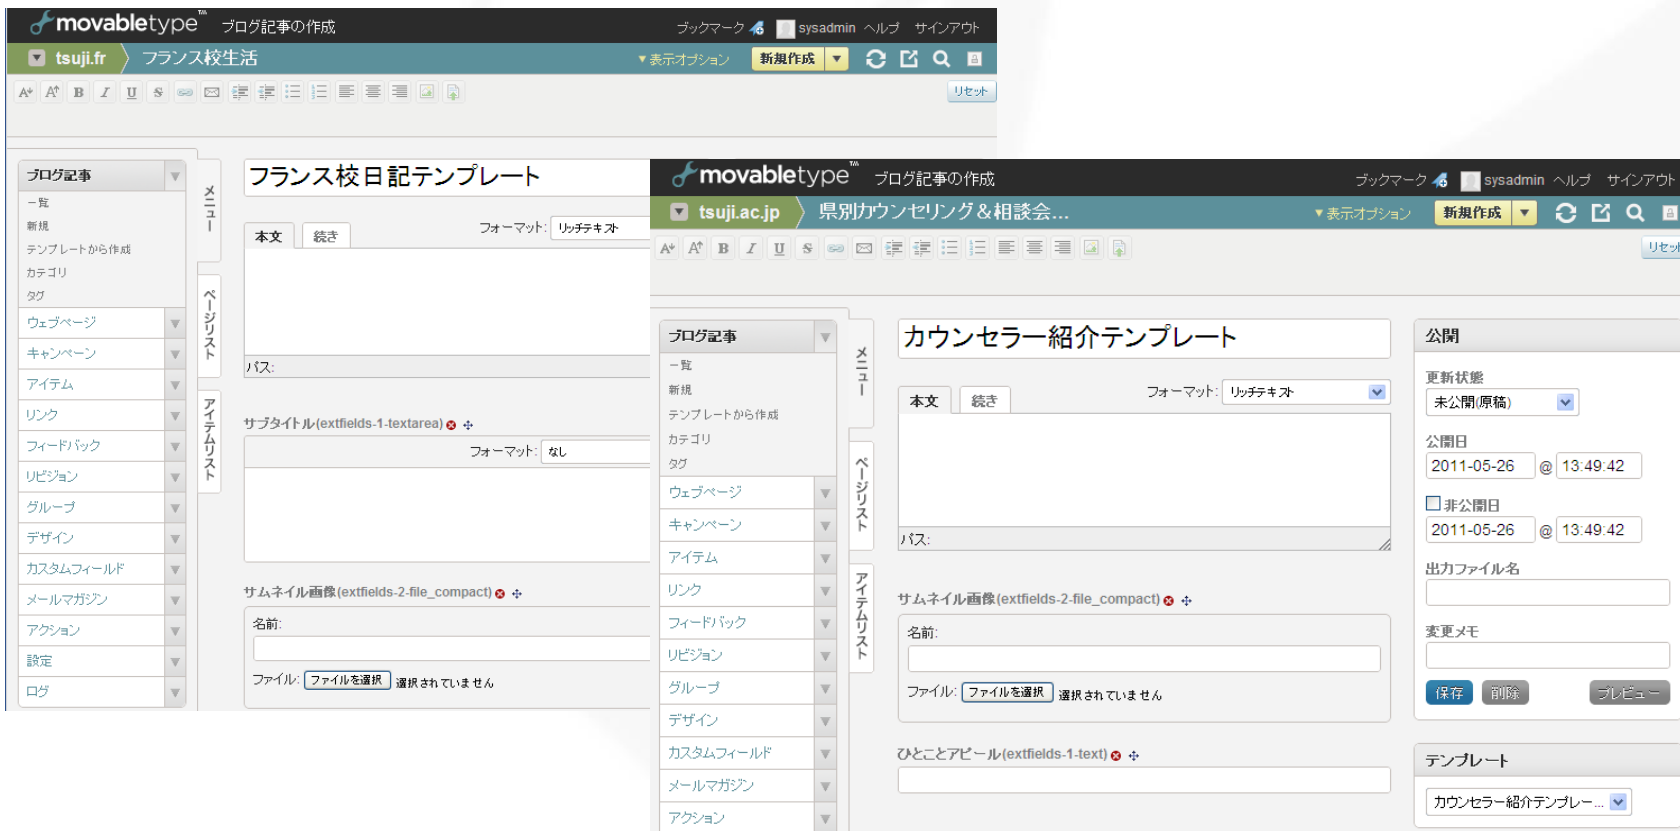 movabletype™ ブログ記事の作成 ブックマーク sysadmin ヘルプ サインアウト
tsuji.fr フランス校生活 ▼表示オプション 新規作成 ▼
A A B I U S リセット
ブログ記事
一覧
新規
テンプレートから作成
カテゴリ
タグ
ウェブページ
キャンペーン
アイテム
リンク
フィードバック
リビジョン
グループ
デザイン
カスタムフィールド
メールマガジン
アクション
設定
ログ
メニュー
ページリスト
アイテムリスト
フランス校日記テンプレート
本文 続き フォーマット: リッチテキスト
パス:
サブタイトル(extfields-1-textarea)
フォーマット: なし
サムネイル画像(extfields-2-file_compact)
名前:
ファイル: ファイルを選択 選択されていません
movabletype™ ブログ記事の作成 ブックマーク sysadmin ヘルプ サインアウト
tsuji.ac.jp 県別カウンセリング＆相談会... ▼表示オプション 新規作成 ▼
A A B I U S リセッ
ブログ記事
一覧
新規
テンプレートから作成
カテゴリ
タグ
ウェブページ
キャンペーン
アイテム
リンク
フィードバック
リビジョン
グループ
デザイン
カスタムフィールド
メールマガジン
アクション
メニュー
ページリスト
アイテムリスト
カウンセラー紹介テンプレート
本文 続き フォーマット: リッチテキスト
パス:
サムネイル画像(extfields-2-file_compact)
名前:
ファイル: ファイルを選択 選択されていません
ひとことアピール(extfields-1-text)
公開
更新状態
未公開(原稿)
公開日
2011-05-26 @ 13:49:42
非公開日
2011-05-26 @ 13:49:42
出力ファイル名
変更メモ
保存 削除 プレビュー
テンプレート
カウンセラー紹介テンプレー...